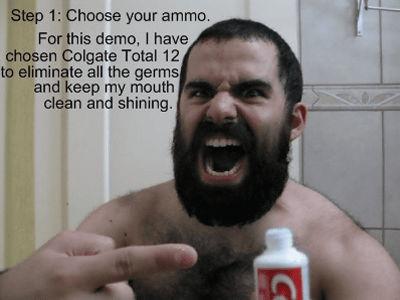 Step 1: Choose your ammo.
For this demo, I have
chosen Colgate Total 12
to eliminate all the germs
and keep my mouth
clean and shining.